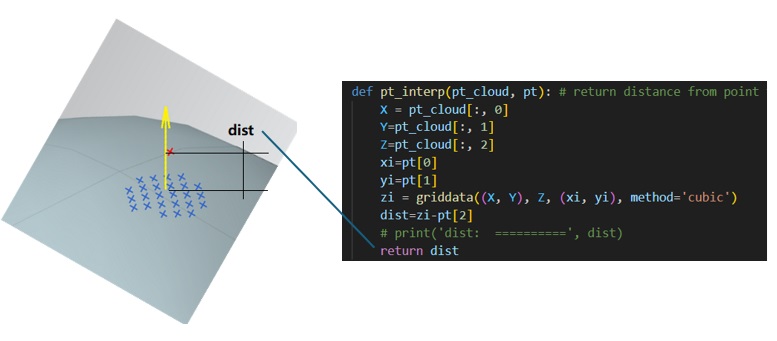 dist
def pt_interp(pt_cloud, pt): # return distance from point
    X = pt_cloud[:, 0]
    Y=pt_cloud[:, 1]
    Z=pt_cloud[:, 2]
    xi=pt[0]
    yi=pt[1]
    zi = griddata((X, Y), Z, (xi, yi), method='cubic')
    dist=zi-pt[2]
    # print('dist:  ==========', dist)
    return dist